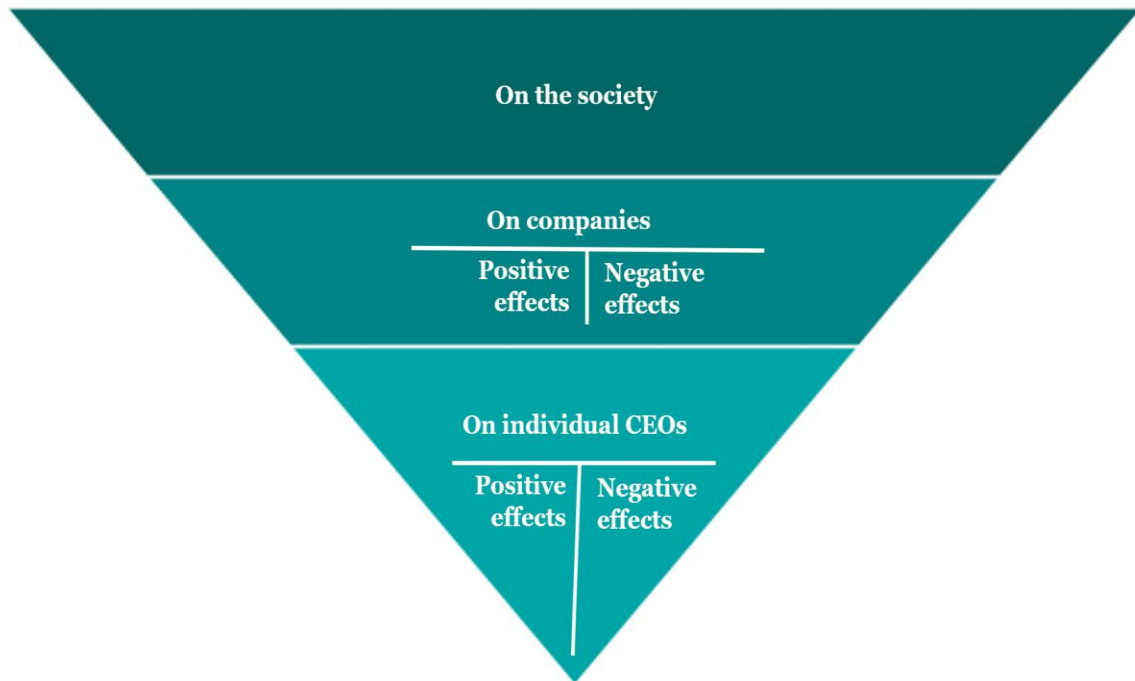 On the society
On companies
Positive
effects
Negative
effects
On individual CEOs
Positive
effects
Negative
effects